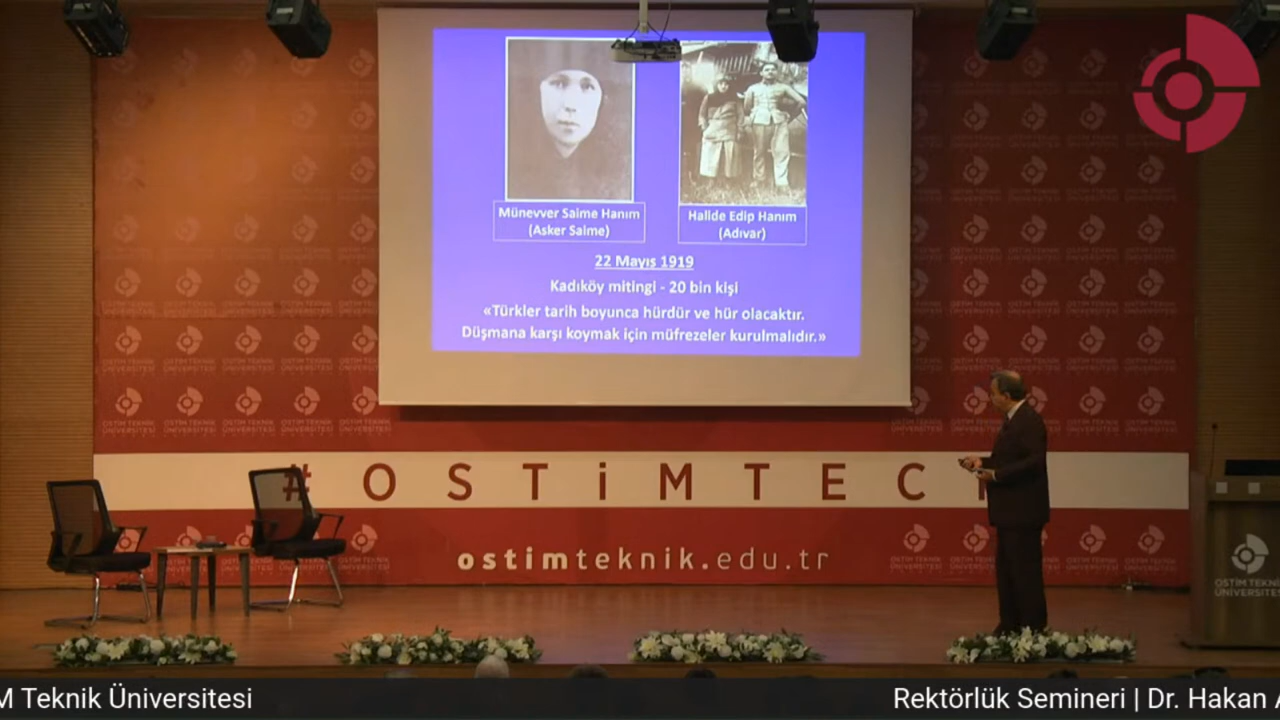 Münevver Saime Hanım
(Asker Saime)
Halide Edip Hanım
(Adıvar)
22 Mayıs 1919
Kadıköy mitingi - 20 bin kişi
«Türkler tarih boyunca hürdür ve hür olacaktır.
Düşmana karşı koymak için müfrezeler kurulmalıdır.»
# OSTİMTEC
ostimteknik.edu.tr
OSTİM TEKNİK
ÜNİVERSİTESİ
M Teknik Üniversitesi
Rektörlük Semineri | Dr. Hakan A